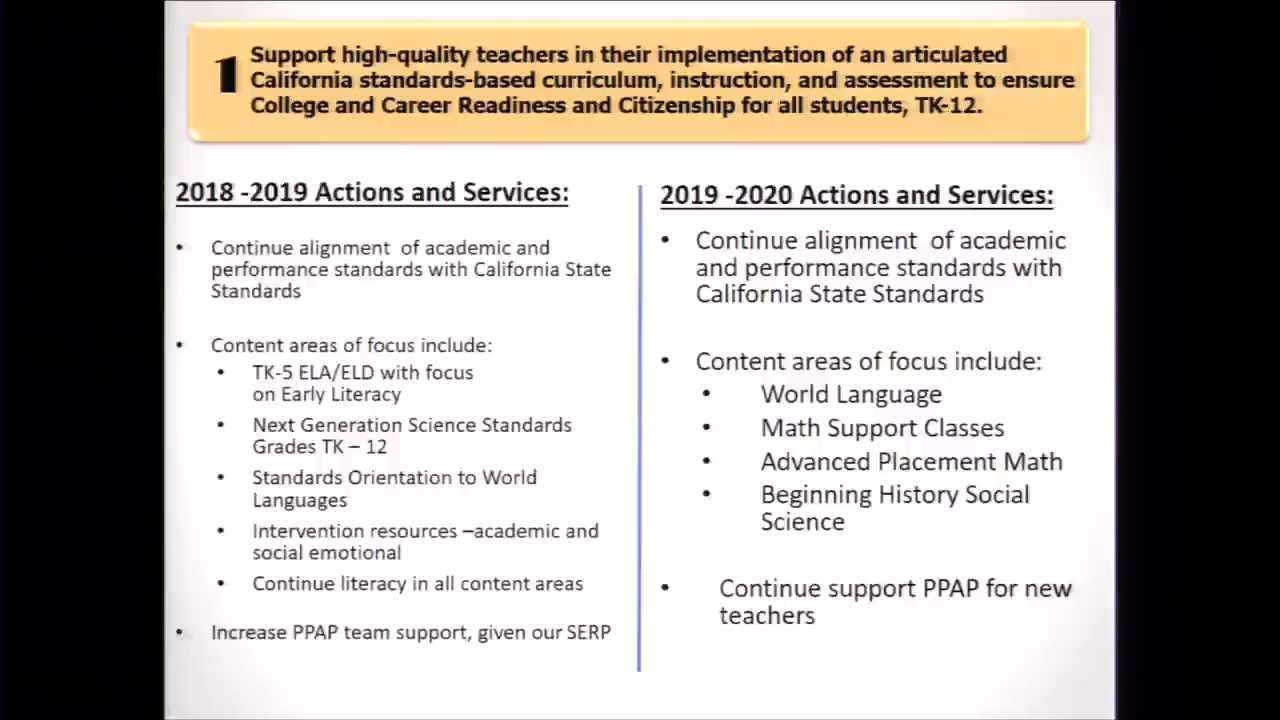 1
Support high-quality teachers in their implementation of an articulated
California standards-based curriculum, instruction, and assessment to ensure
College and Career Readiness and Citizenship for all students, TK-12.
2018 -2019 Actions and Services:
• Continue alignment of academic and
performance standards with California State
Standards
• Content areas of focus include:
• TK-5 ELA/ELD with focus
on Early Literacy
• Next Generation Science Standards
Grades TK – 12
• Standards Orientation to World
Languages
• Intervention resources –academic and
social emotional
• Continue literacy in all content areas
• Increase PPAP team support, given our SERP
2019 -2020 Actions and Services:
• Continue alignment of academic
and performance standards with
California State Standards
• Content areas of focus include:
• World Language
• Math Support Classes
• Advanced Placement Math
• Beginning History Social
Science
• Continue support PPAP for new
teachers